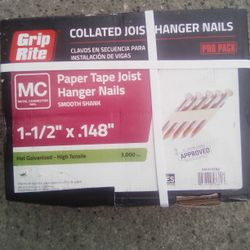 Grip
Rite
COLLATED JOIST HANGER NAILS
CLAVOS EN SECUENCIA PARA
INSTALACIÓN DE VIGAS
PRO PACK
MC
METAL CONNECTOR
Paper Tape Joist
Hanger Nails
SMOOTH SHANK
1-1/2" x .148"
Hot Galvanized - High Tensile
3,000
APPROVED